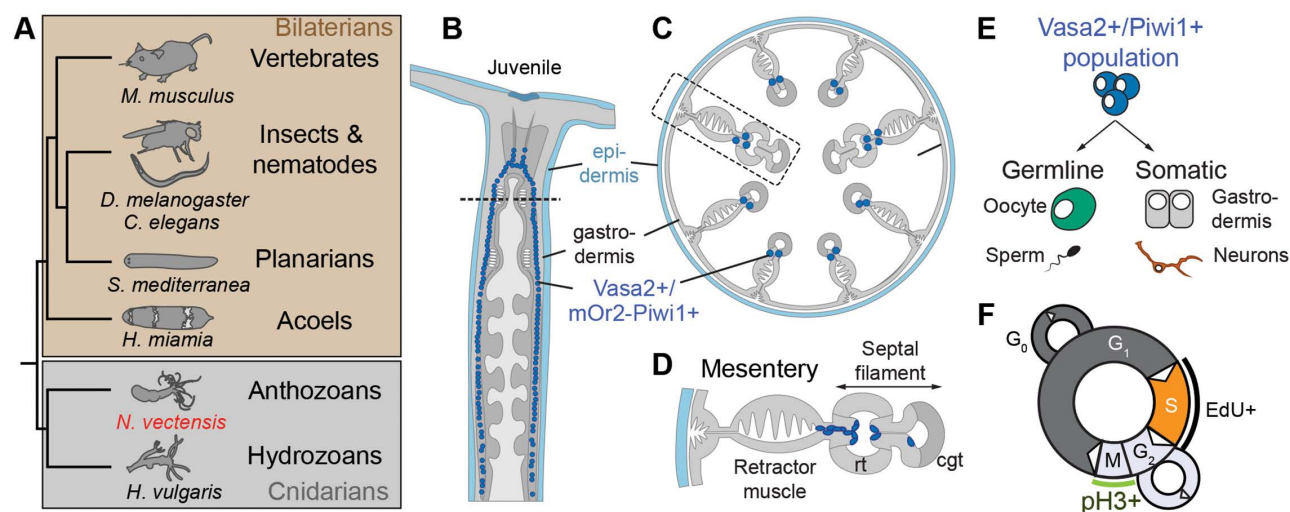 A
Bilaterians
Vertebrates
M. musculus
Insects &
nematodes
D. melanogaster
C. elegans
Planarians
S. mediterranea
Acoels
H. miamia
Anthozoans
N. vectensis
Hydrozoans
H. vulgaris
Cnidarians
B
Juvenile
epi-
dermis
gastro-
dermis
Vasa2+/
mOr2-Piwi1+
C
D
Mesentery
Septal
filament
Retractor
muscle
rt
cgt
E
Vasa2+/Piwi1+
population
Germline
Somatic
Oocyte
Gastro-
dermis
Sperm
Neurons
F
G0
G1
S
EdU+
G2
M
pH3+